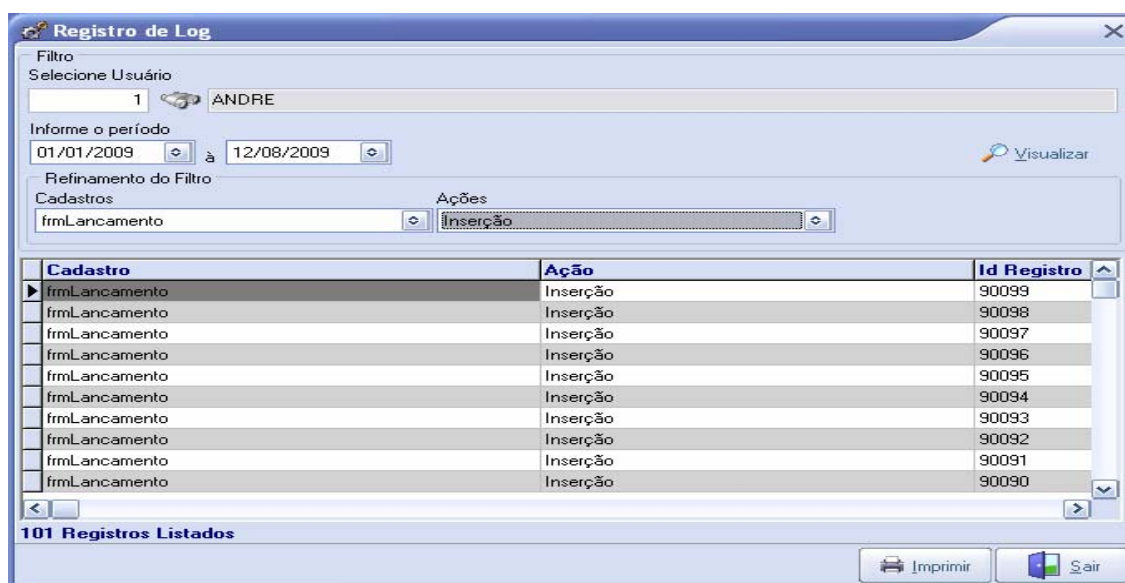 Registro de Log
Filtro
Selecione Usuário
1 ANDRE
Informe o período
01/01/2009 à 12/08/2009 Visualizar
Refinamento do Filtro
Cadastros Ações
frmLancamento Inserção
Cadastro Ação Id Registro
frmLancamento Inserção 90099
frmLancamento Inserção 90098
frmLancamento Inserção 90097
frmLancamento Inserção 90096
frmLancamento Inserção 90095
frmLancamento Inserção 90094
frmLancamento Inserção 90093
frmLancamento Inserção 90092
frmLancamento Inserção 90091
frmLancamento Inserção 90090
101 Registros Listados
Imprimir Sair